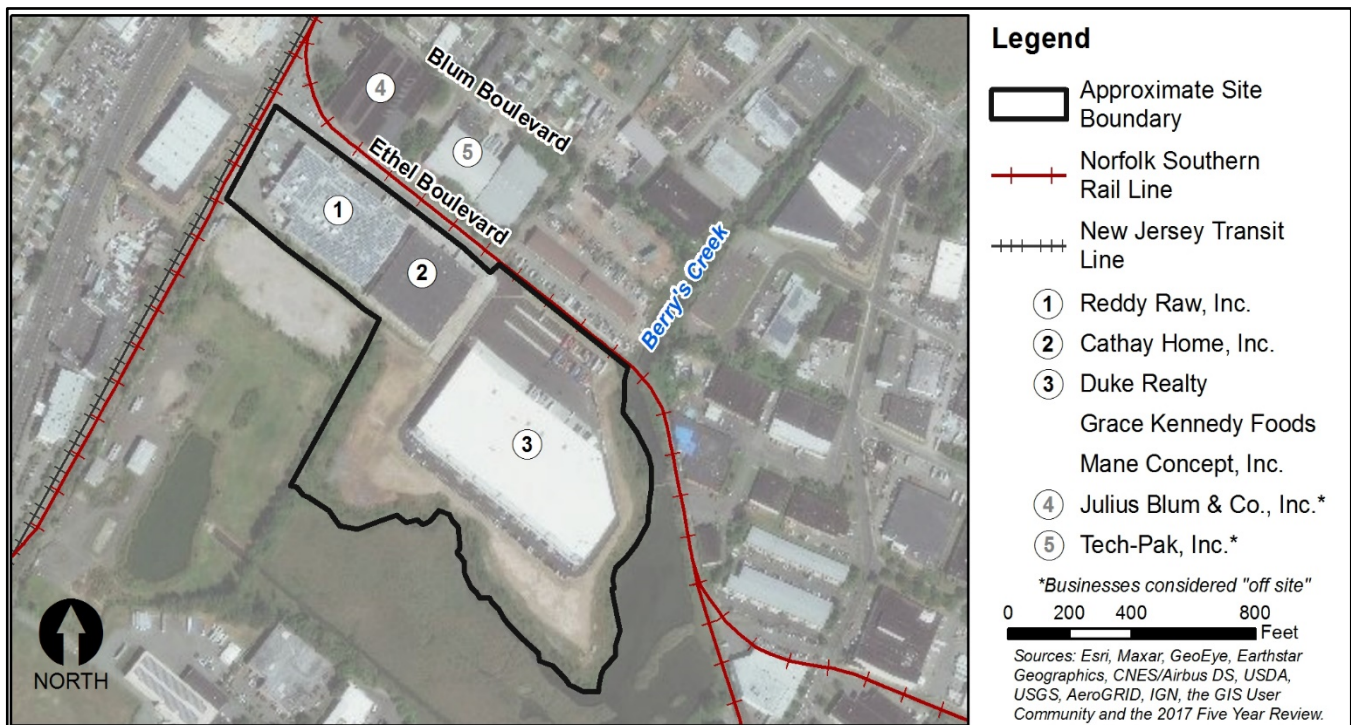 Blum Boulevard
Ethel Boulevard
Berry's Creek
4
5
1
2
3
NORTH
Legend
Approximate Site
Boundary
Norfolk Southern
Rail Line
New Jersey Transit
Line
1 Reddy Raw, Inc.
2 Cathay Home, Inc.
3 Duke Realty
Grace Kennedy Foods
Mane Concept, Inc.
4 Julius Blum & Co., Inc.*
5 Tech-Pak, Inc.*
*Businesses considered "off site"
0 200 400 800
Feet
Sources: Esri, Maxar, GeoEye, Earthstar
Geographics, CNES/Airbus DS, USDA,
USGS, AeroGRID, IGN, the GIS User
Community and the 2017 Five Year Review.